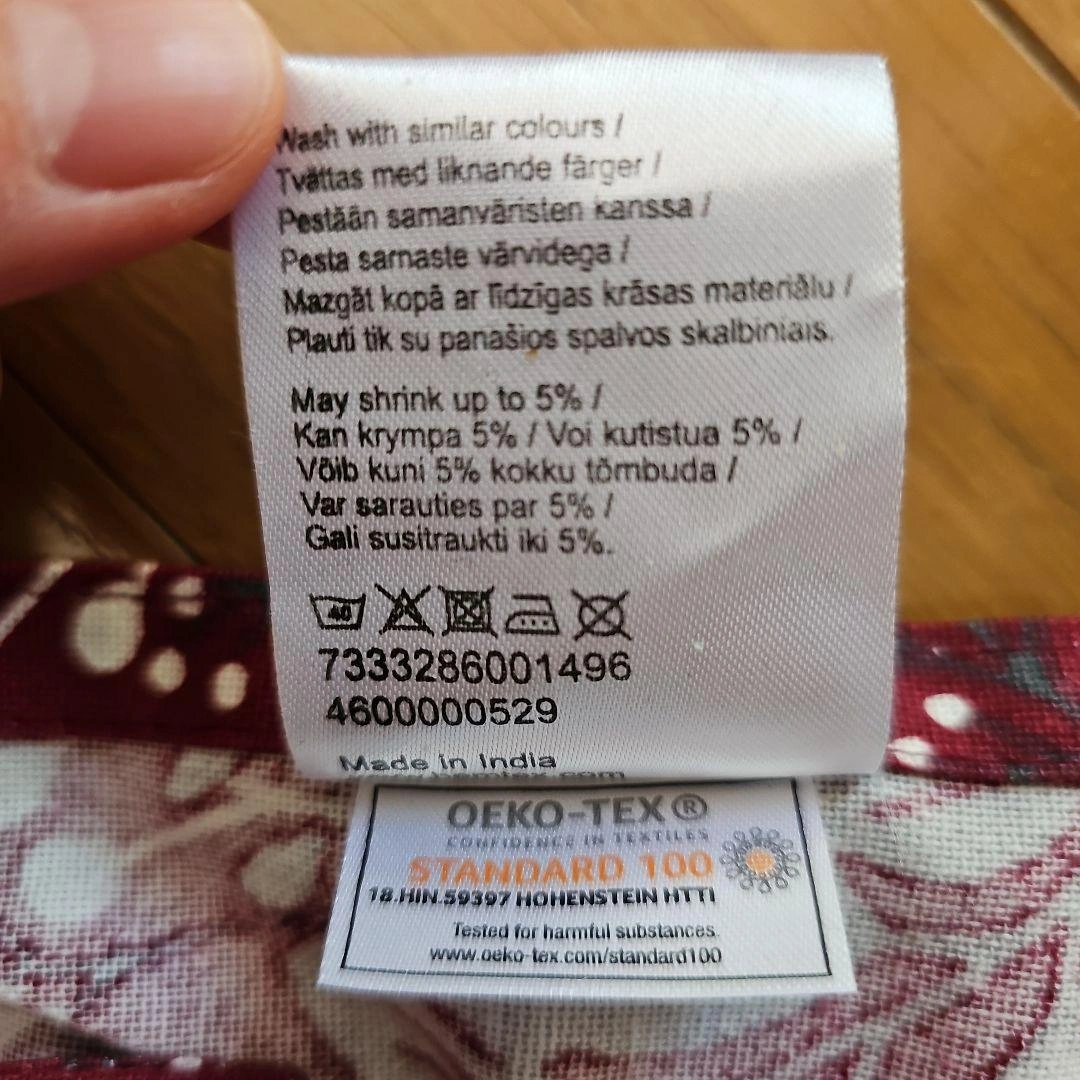 Wash with similar colours /
Tvättas med liknande färger /
Pestään samanväristen kanssa /
Pesta sarnaste värvidega /
Mazgāt kopā ar līdzīgas krāsas materiālu /
Plauti tik su panašios spalvos skalbiniais.
May shrink up to 5% /
Kan krympa 5% / Voi kutistua 5% /
Võib kuni 5% kokku tõmbuda /
Var sarauties par 5% /
Gali susitraukti iki 5%.
40
7333286001496
4600000529
Made in India
OEKO-TEX®
CONFIDENCE IN TEXTILES
STANDARD 100
18.HIN.59397 HOHENSTEIN HTTI
Tested for harmful substances.
www.oeko-tex.com/standard100